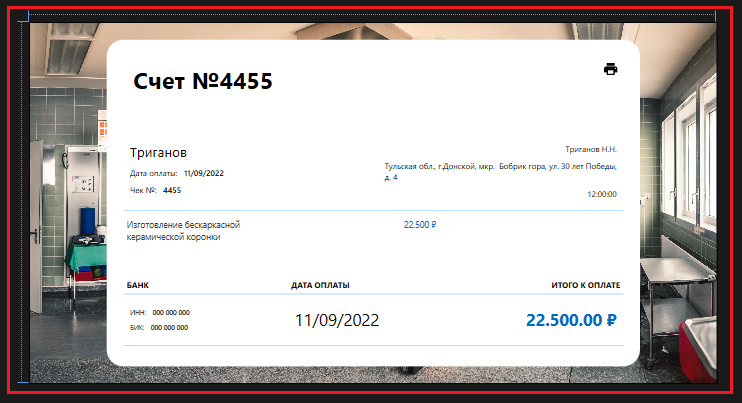 Счет №4455
Триганов
Дата оплаты: 11/09/2022
Чек №: 4455
Триганов Н.Н.
Тульская обл., г.Донской, мкр. Бобрик гора, ул. 30 лет Победы,
д. 4
12:00:00
Изготовление бескаркасной
керамической коронки
22.500 ₽
БАНК
ДАТА ОПЛАТЫ
ИТОГО К ОПЛАТЕ
ИНН: 000 000 000
БИК: 000 000 000
11/09/2022
22.500.00 ₽